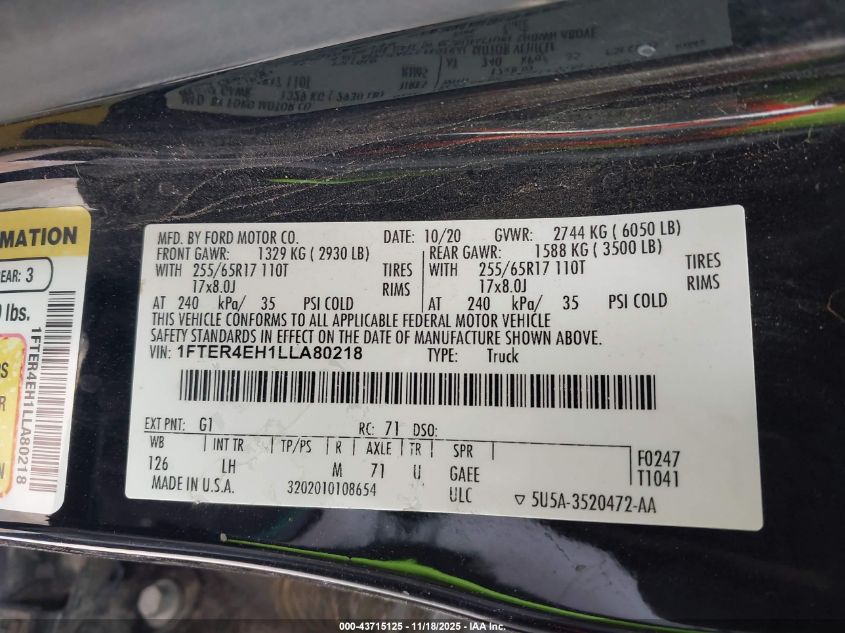 MFD. BY FORD MOTOR CO. DATE: 10/20 GVWR: 2744 KG ( 6050 LB)
FRONT GAWR: 1329 KG ( 2930 LB) REAR GAWR: 1588 KG ( 3500 LB)
WITH 255/65R17 110T TIRES WITH 255/65R17 110T TIRES
17x8.0J RIMS 17x8.0J RIMS
AT 240 kPa/ 35 PSI COLD AT 240 kPa/ 35 PSI COLD
THIS VEHICLE CONFORMS TO ALL APPLICABLE FEDERAL MOTOR VEHICLE
SAFETY STANDARDS IN EFFECT ON THE DATE OF MANUFACTURE SHOWN ABOVE.
VIN: 1FTER4EH1LLA80218 TYPE: Truck
EXT PNT: G1 RC: 71 DSO:
WB INT TR TP/PS R AXLE TR SPR
126 LH M 71 U GAEE F0247
T1041
MADE IN U.S.A. 3202010108654 ULC 5U5A-3520472-AA
MATION
EAR: 3
lbs.
1FTER4EH1LLA80218
000-43715125 - 11/18/2025 - IAA Inc.